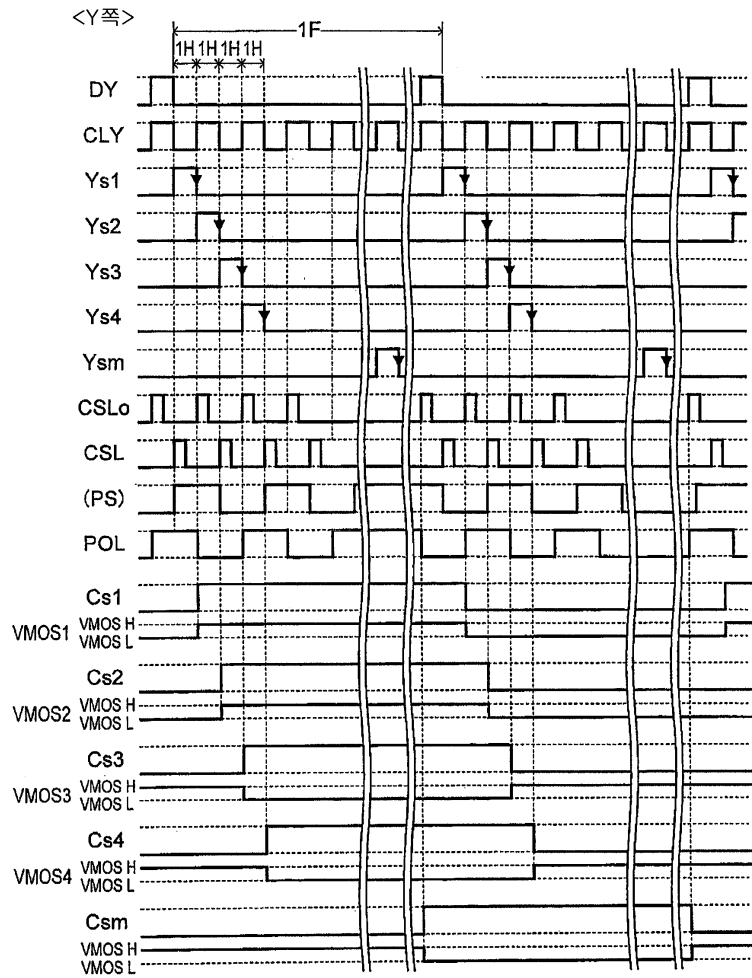 <Y쪽>
1F
1H 1H 1H 1H
DY
CLY
Ys1
Ys2
Ys3
Ys4
Ysm
CSLo
CSL
(PS)
POL
Cs1
VMOS1 VMOS H
VMOS L
Cs2
VMOS2 VMOS H
VMOS L
Cs3
VMOS3 VMOS H
VMOS L
Cs4
VMOS4 VMOS H
VMOS L
Csm
VMOS H
VMOS L